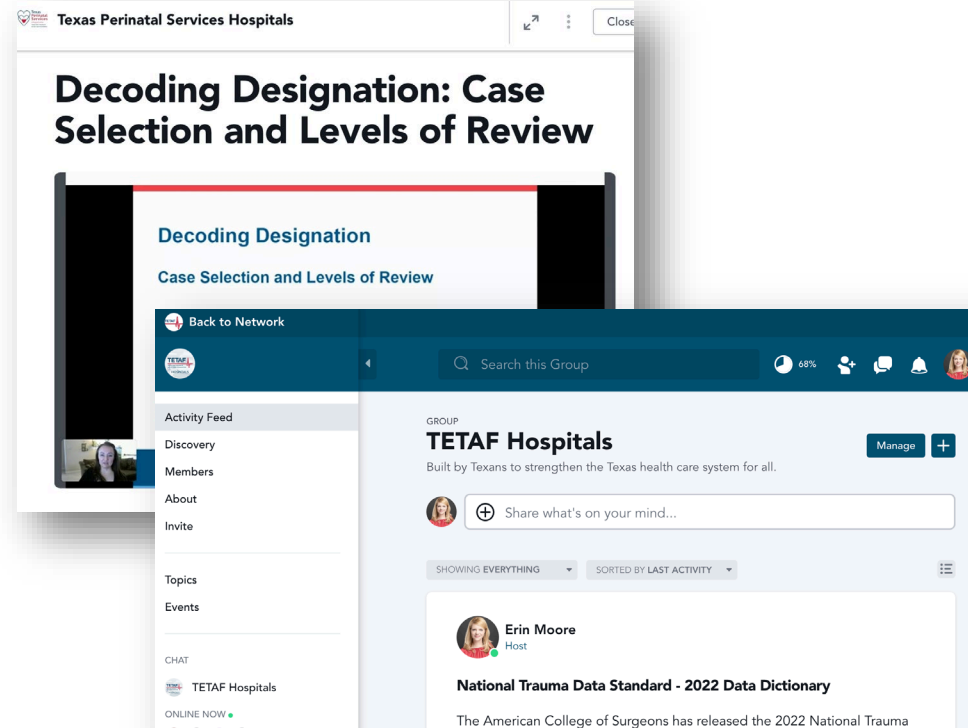 Texas Perinatal Services Hospitals
Close
Decoding Designation: Case
Selection and Levels of Review
Decoding Designation
Case Selection and Levels of Review
Back to Network
TETAF
Search this Group
68%
Activity Feed
Discovery
Members
About
Invite
Topics
Events
CHAT
TETAF Hospitals
ONLINE NOW
GROUP
TETAF Hospitals
Manage
Built by Texans to strengthen the Texas health care system for all.
Share what's on your mind...
SHOWING EVERYTHING
SORTED BY LAST ACTIVITY
Erin Moore
Host
National Trauma Data Standard - 2022 Data Dictionary
The American College of Surgeons has released the 2022 National Trauma